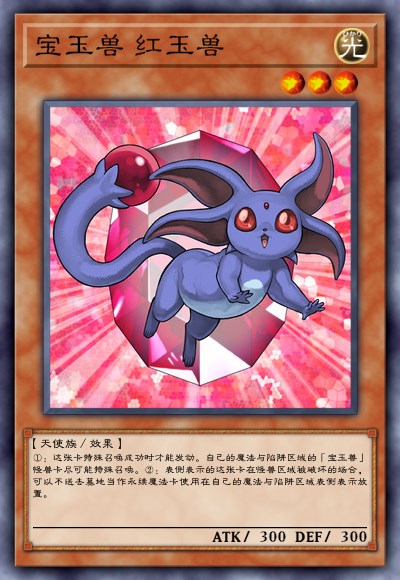 宝玉兽 红玉兽
光
【天使族／效果】
①：这张卡特殊召唤成功时才能发动。自己的魔法与陷阱区域的「宝玉兽」
怪兽卡尽可能特殊召唤。②：表侧表示的这张卡在怪兽区域被破坏的场合，
可以不送去墓地当作永续魔法卡使用在自己的魔法与陷阱区域表侧表示放
置。
ATK/ 300 DEF/ 300